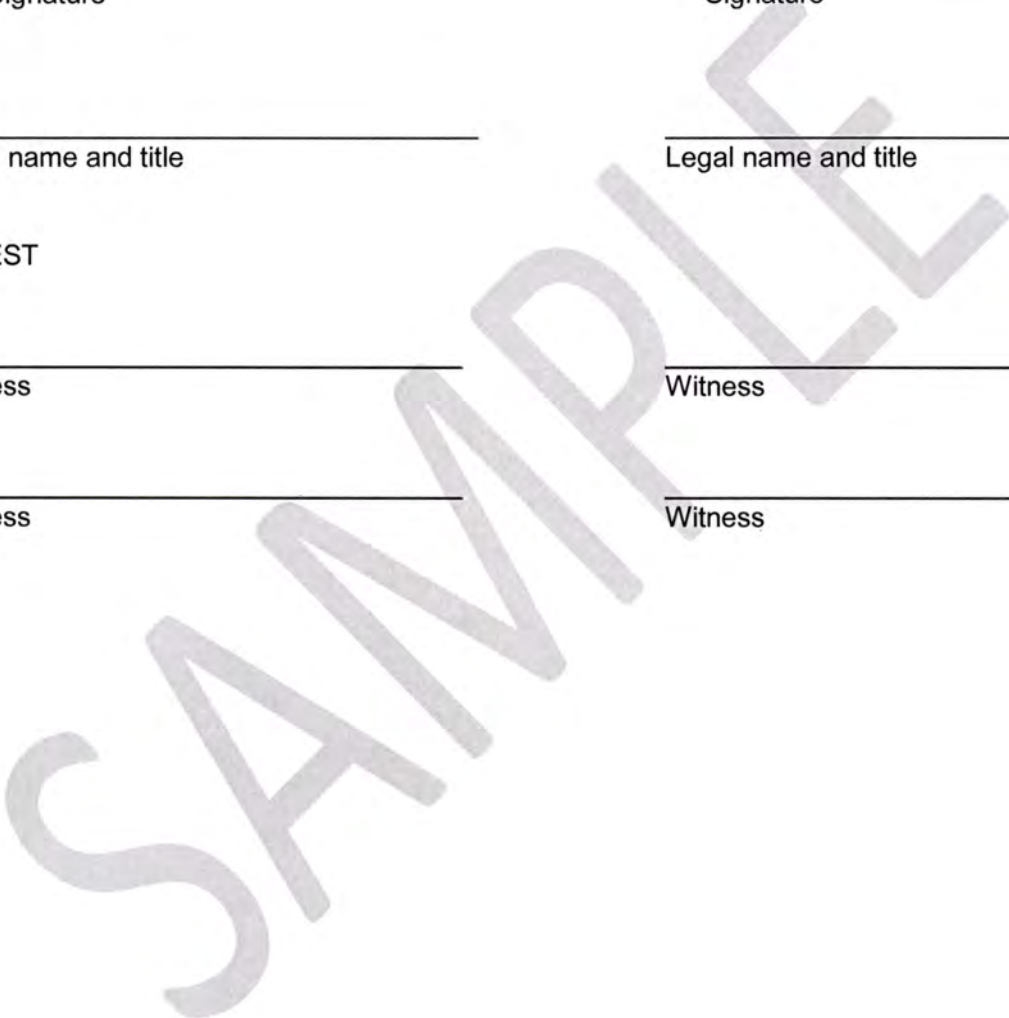 Signature Signature
name and title Legal name and title
EST
ess Witness
ess Witness
SAMPLE